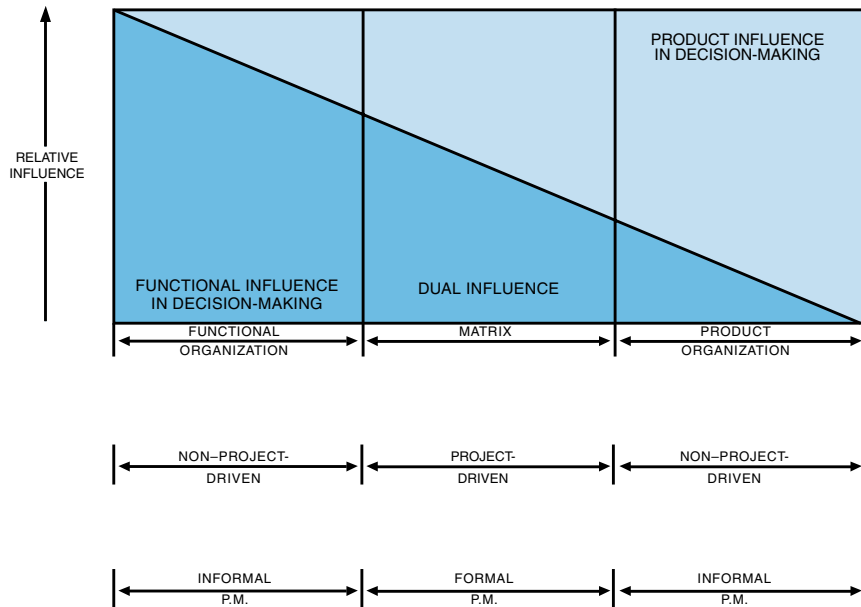 PRODUCT INFLUENCE
IN DECISION-MAKING
RELATIVE
INFLUENCE
FUNCTIONAL INFLUENCE
IN DECISION-MAKING
DUAL INFLUENCE
FUNCTIONAL
ORGANIZATION
MATRIX
PRODUCT
ORGANIZATION
NON–PROJECT-
DRIVEN
PROJECT-
DRIVEN
NON–PROJECT-
DRIVEN
INFORMAL
P.M.
FORMAL
P.M.
INFORMAL
P.M.